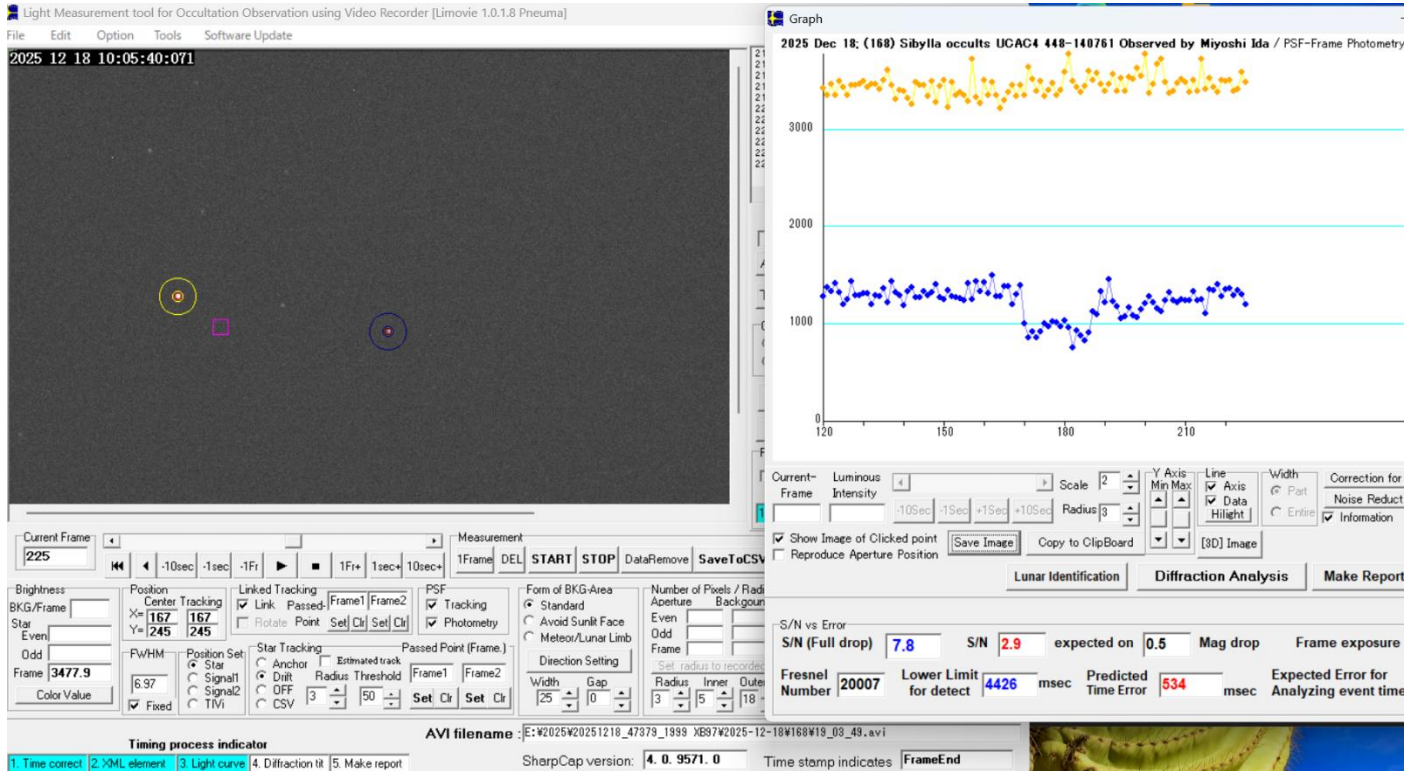 Light Measurement tool for Occultation Observation using Video Recorder [Limovie 1.0.1.8 Pneuma]
File Edit Option Tools Software Update
2025 12 18 10:05:40:071
Graph
2025 Dec 18; (168) Sibylla occults UCAC4 448-140761 Observed by Miyoshi Ida / PSF-Frame Photometry
3000
2000
1000
0
120 150 180 210
Current-Frame
Luminous Intensity
-10Sec -1Sec +1Sec +10Sec
Scale 2
Radius 3
Y Axis
Min Max
Line
Axis
Data
Hilight
Width
Part
Entire
Correction for
Noise Reduct
Information
Show Image of Clicked point
Reproduce Aperture Position
Save Image
Copy to ClipBoard
[3D] Image
Lunar Identification
Diffraction Analysis
Make Report
S/N vs Error
S/N (Full drop) 7.8 S/N 2.9 expected on 0.5 Mag drop Frame exposure
Fresnel Number 20007
Lower Limit for detect 4426 msec
Predicted Time Error 534 msec
Expected Error for
Analyzing event time
Current Frame
225
-10sec -1sec -1Fr 1Fr+ 1sec+ 10sec+
Measurement
1Frame DEL START STOP DataRemove SaveToCSV
Brightness
BKG/Frame
Star
Even
Odd
Frame 3477.9
Color Value
Position
Center Tracking
X= 167 167
Y= 245 245
FWHM
6.97
Fixed
Position Set
Star
Signal1
Signal2
TIVi
Linked Tracking
Link Passed-Point Frame1 Frame2
Rotate Set Clr Set Clr
PSF
Tracking
Photometry
Star Tracking
Anchor
Drift
OFF
CSV
Estimated track
Radius Threshold
3 50
Passed Point (Frame.)
Frame1 Frame2
Set Clr Set Clr
Form of BKG-Area
Standard
Avoid Sunlit Face
Meteor/Lunar Limb
Direction Setting
Width Gap
25 0
Number of Pixels / Radi
Aperture Backgroun
Even
Odd
Frame
Set radius to recorded
Radius Inner Oute
3 5 18
AVI filename : E:¥2025¥20251218_47379_1999 XB97¥2025-12-18¥168¥19_03_49.avi
Timing process indicator
1. Time correct 2. XML element 3. Light curve 4. Diffraction tit 5. Make report
SharpCap version: 4. 0. 9571. 0
Time stamp indicates FrameEnd